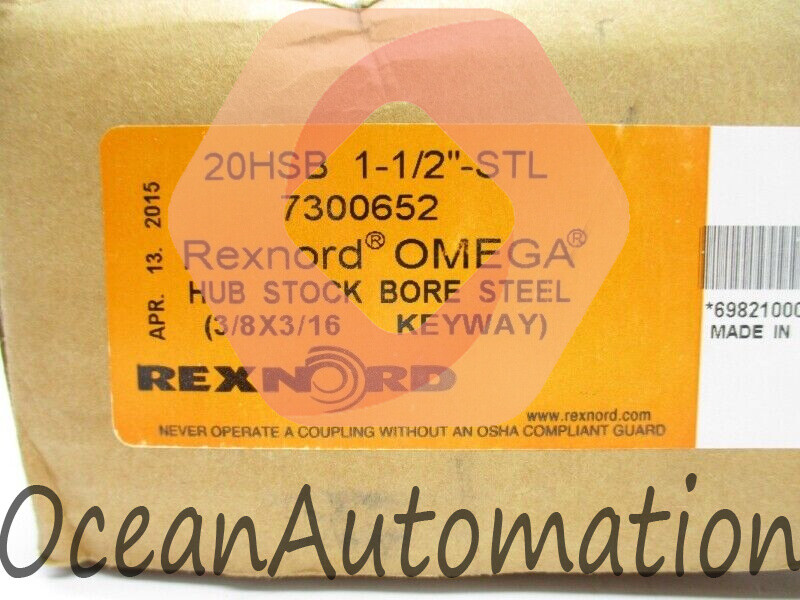 20HSB 1-1/2"-STL
7300652
Rexnord® OMEGA®
HUB STOCK BORE STEEL
(3/8X3/16 KEYWAY)
APR. 13. 2015
REXNORD
www.rexnord.com
NEVER OPERATE A COUPLING WITHOUT AN OSHA COMPLIANT GUARD
*69821000
MADE IN
OceanAutomation